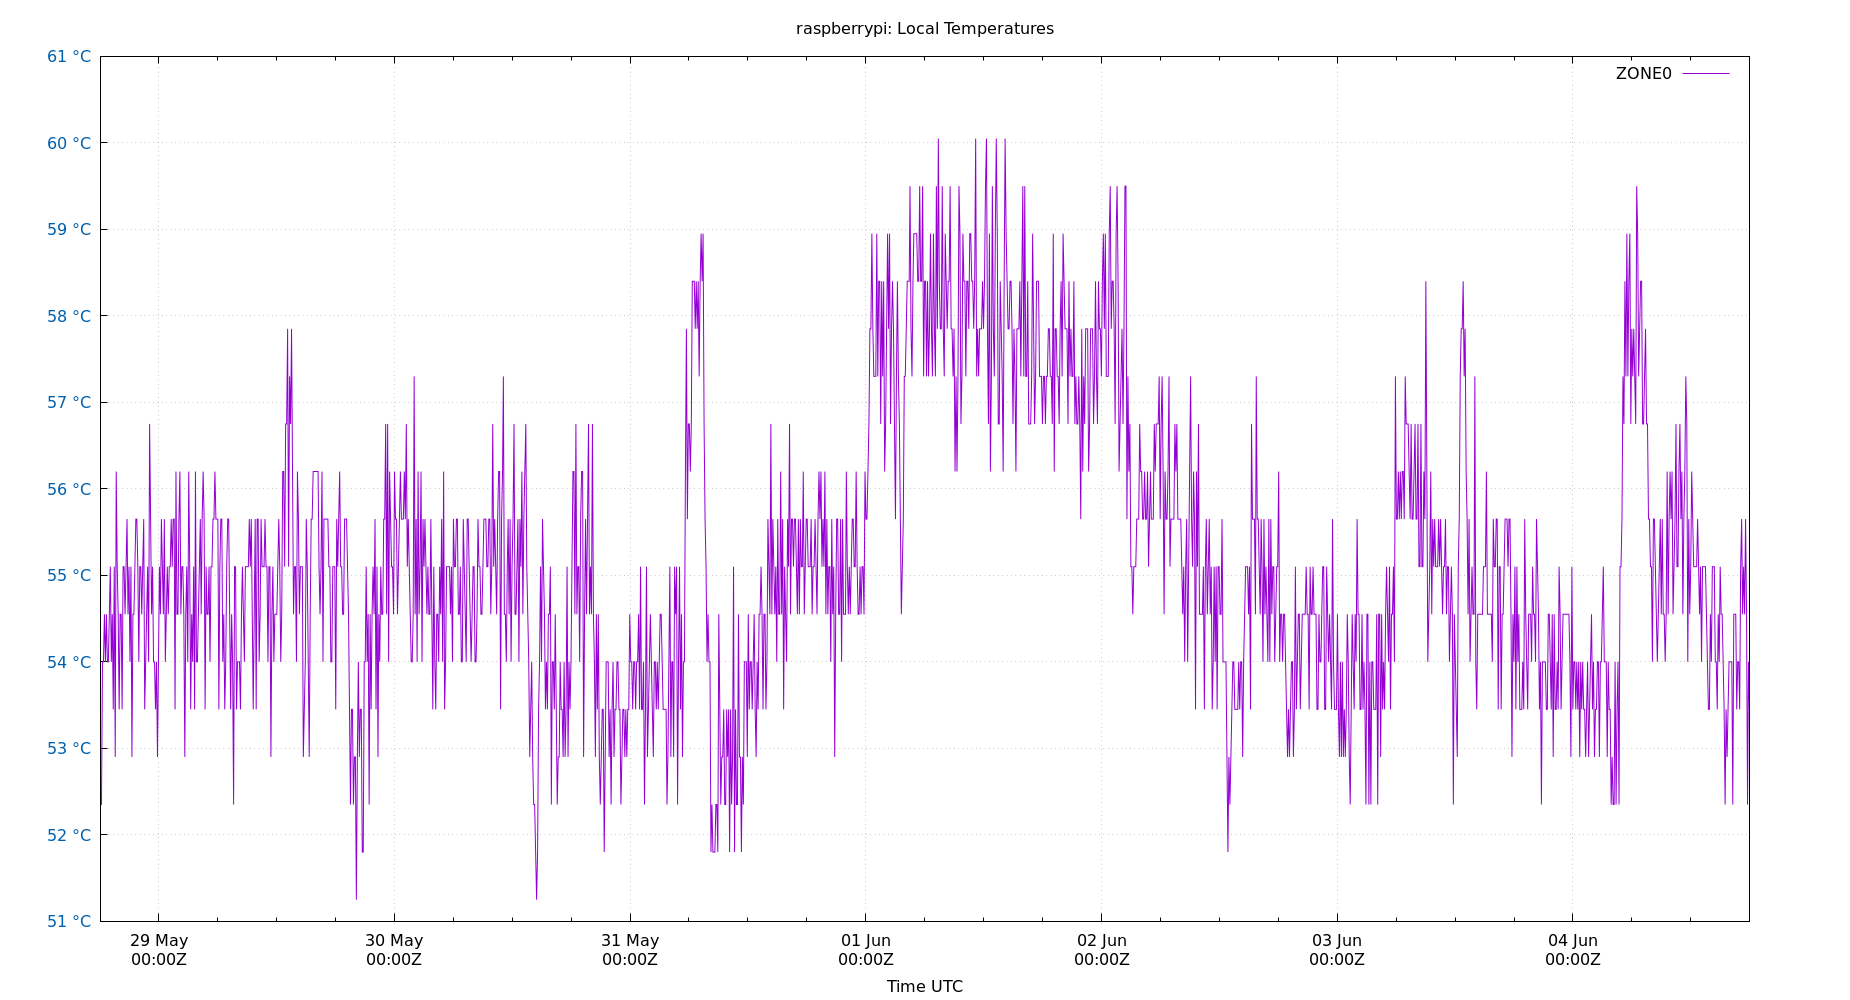 raspberrypi: Local Temperatures
61 °C
ZONE0
60 °C
59 °C
58 °C
57 °C
56 °C
55 °C
54 °C
53 °C
52 °C
51 °C
29 May 30 May 31 May 01 Jun 02 Jun 03 Jun 04 Jun
00:00Z 00:00Z 00:00Z 00:00Z 00:00Z 00:00Z 00:00Z
Time UTC